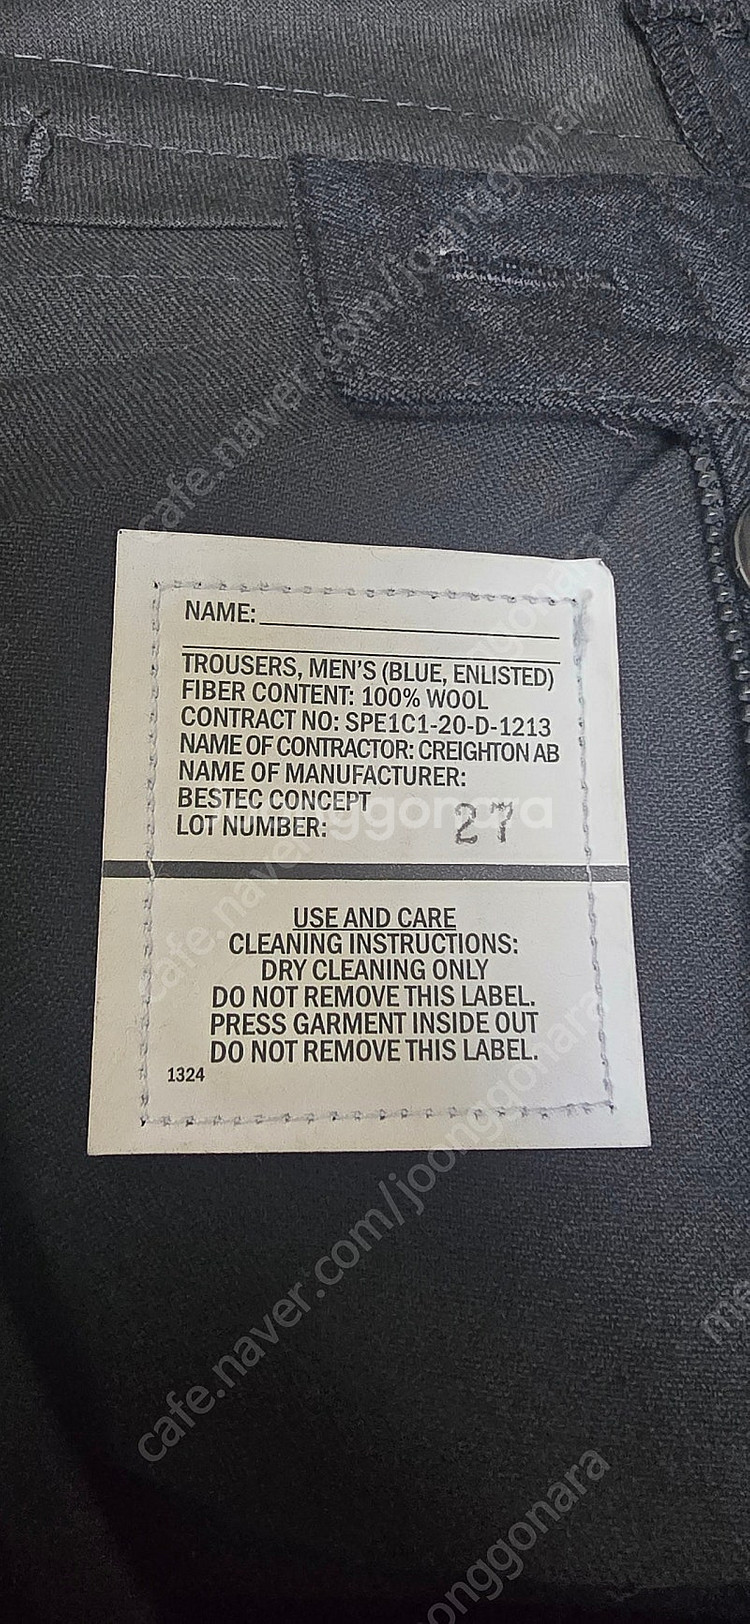 NAME:
TROUSERS, MEN'S (BLUE, ENLISTED)
FIBER CONTENT: 100% WOOL
CONTRACT NO: SPE1C1-20-D-1213
NAME OF CONTRACTOR: CREIGHTON AB
NAME OF MANUFACTURER:
BESTEC CONCEPT
LOT NUMBER: 27
USE AND CARE
CLEANING INSTRUCTIONS:
DRY CLEANING ONLY
DO NOT REMOVE THIS LABEL.
PRESS GARMENT INSIDE OUT
DO NOT REMOVE THIS LABEL.
1324
joonggonara
cafe.naver.com/joonggonara
cafe.naver.com/joonggonara
cafe.naver.com/joonggonara